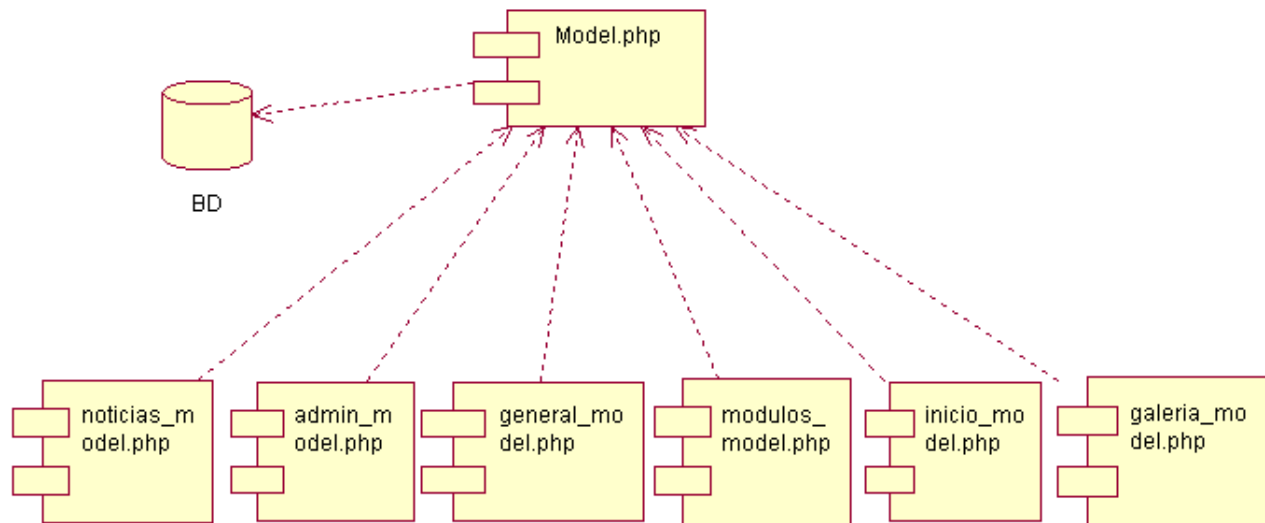 Model.php
BD
noticias_m
odel.php
admin_m
odel.php
general_mo
del.php
modulos_
model.php
inicio_mo
del.php
galeria_mo
del.php